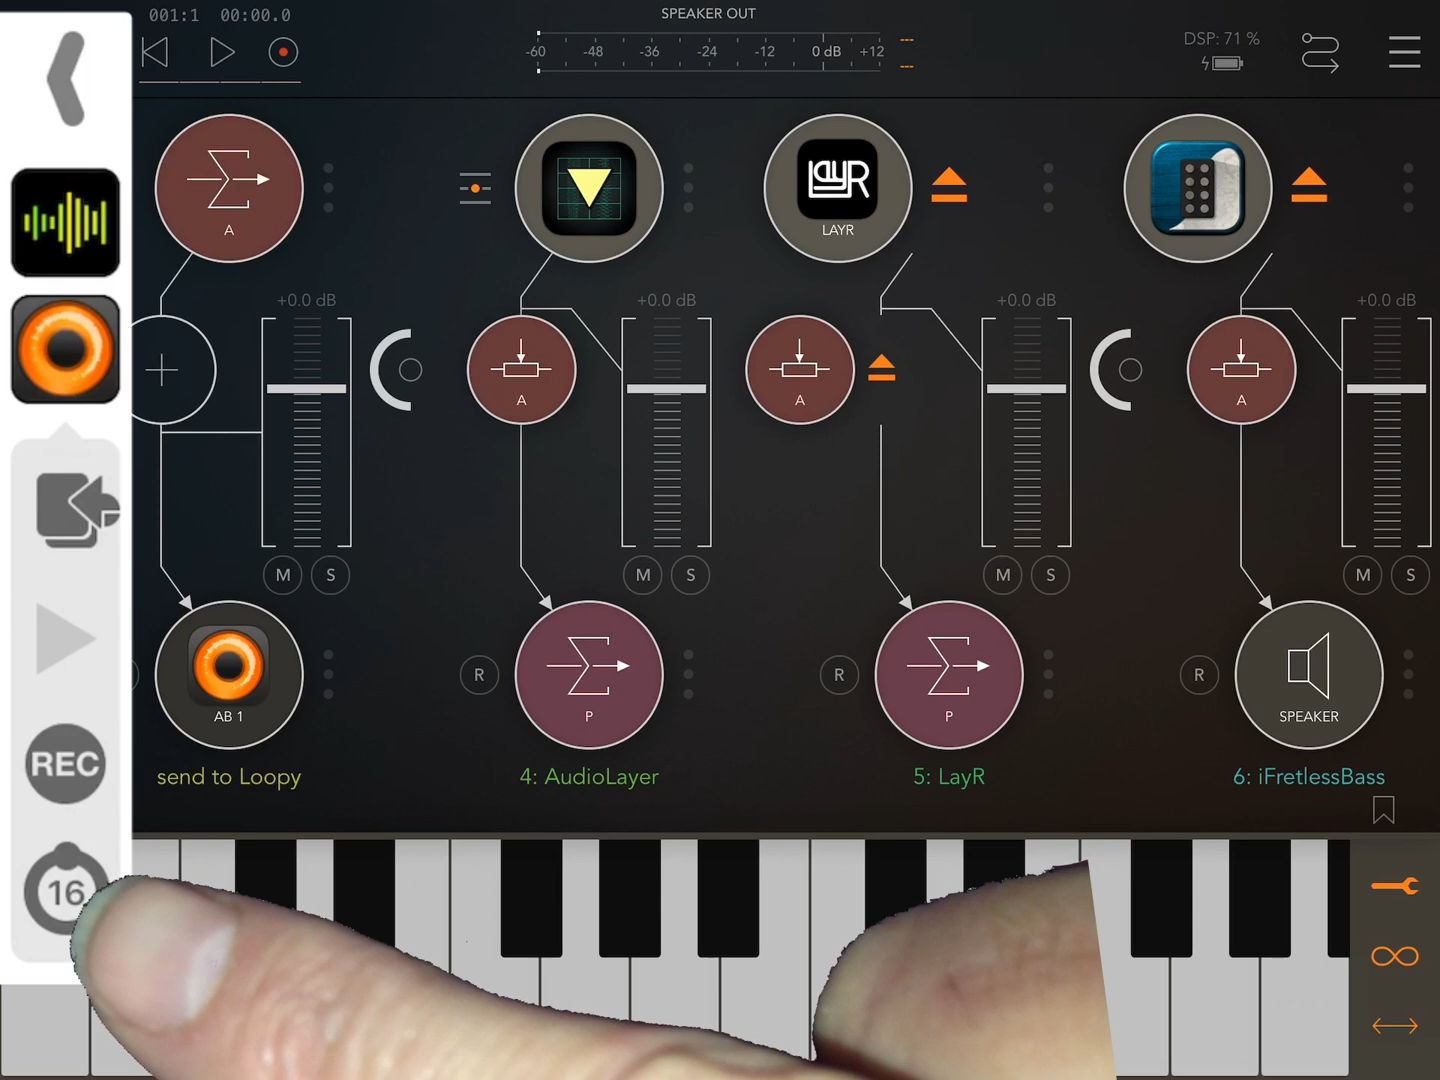 001:1 00:00.0
SPEAKER OUT
-60 -48 -36 -24 -12 0 dB +12
DSP: 71 %
A
LAYR
LAYR
+0.0 dB
+0.0 dB
+0.0 dB
+0.0 dB
A
A
A
M S
M S
M S
M S
R
R
R
AB 1
P
P
SPEAKER
send to Loopy
4: AudioLayer
5: LayR
6: iFretlessBass
REC
16